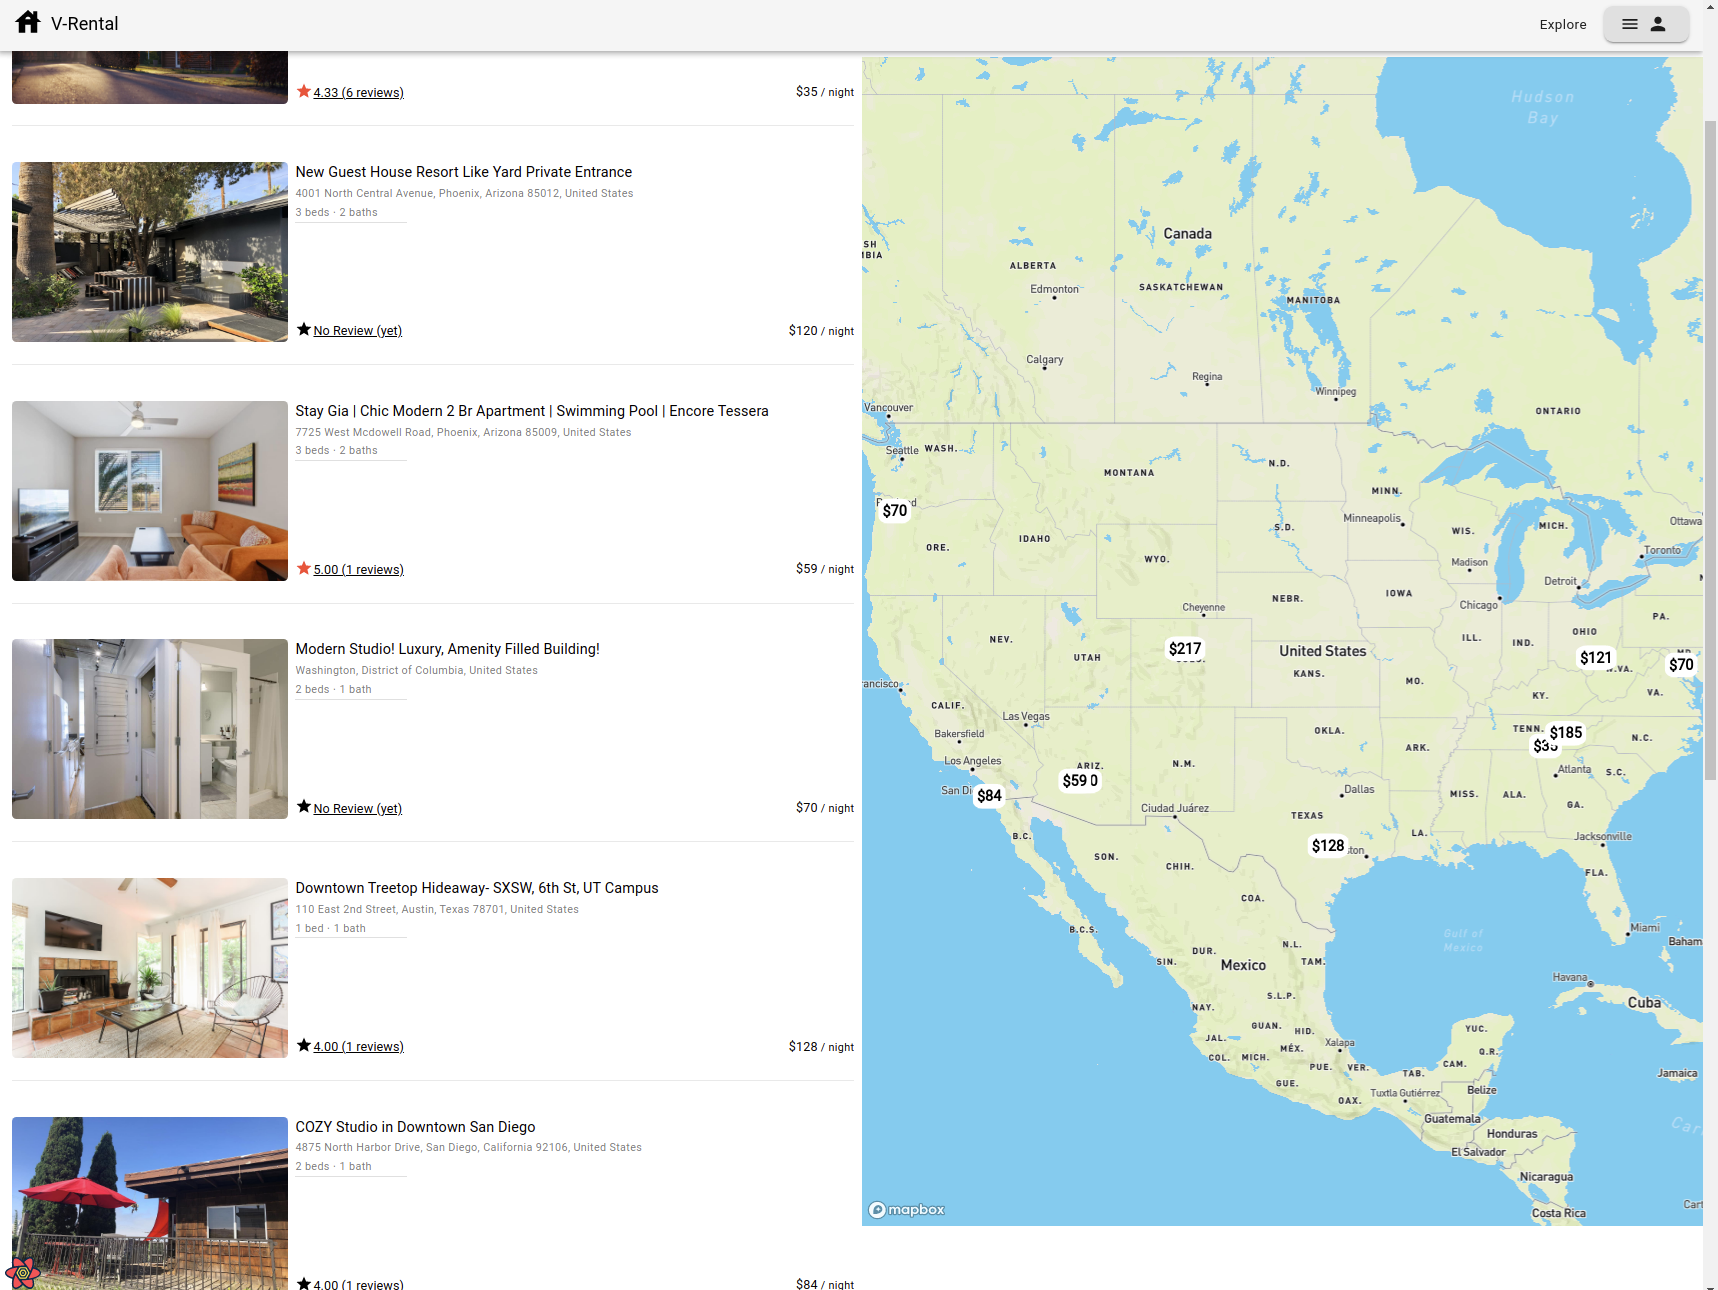 V-Rental
Explore
4.33 (6 reviews)
$35 / night
New Guest House Resort Like Yard Private Entrance
4001 North Central Avenue, Phoenix, Arizona 85012, United States
3 beds · 2 baths
No Review (yet)
$120 / night
Stay Gia | Chic Modern 2 Br Apartment | Swimming Pool | Encore Tessera
7725 West Mcdowell Road, Phoenix, Arizona 85009, United States
3 beds · 2 baths
5.00 (1 reviews)
$59 / night
Modern Studio! Luxury, Amenity Filled Building!
Washington, District of Columbia, United States
2 beds · 1 bath
No Review (yet)
$70 / night
Downtown Treetop Hideaway- SXSW, 6th St, UT Campus
110 East 2nd Street, Austin, Texas 78701, United States
1 bed · 1 bath
4.00 (1 reviews)
$128 / night
COZY Studio in Downtown San Diego
4875 North Harbor Drive, San Diego, California 92106, United States
2 beds · 1 bath
4.00 (1 reviews)
$84 / night
Hudson
Bay
Canada
SH
IBIA
ALBERTA
Edmonton
SASKATCHEWAN
MANITOBA
Calgary
Regina
Winnipeg
Vancouver
ONTARIO
Seattle
WASH.
MONTANA
N.D.
MINN.
$70
Minneapolis
S.D.
WIS.
MICH.
Ottawa
ORE.
IDAHO
WYO.
Toronto
Madison
Detroit
NEBR.
IOWA
Chicago
Cheyenne
PA.
NEV.
UTAH
$217
United States
KANS.
ILL.
IND.
OHIO
$121
.VA.
$70
ancisco
MO.
KY.
VA.
CALIF.
Las Vegas
Bakersfield
OKLA.
TENN.
$185
$35
N.C.
Los Angeles
ARIZ.
N.M.
ARK.
Atlanta
S.C.
San Di
$84
$59
0
Ciudad Juárez
Dallas
MISS.
ALA.
GA.
TEXAS
B.C.
$128
ston
LA.
Jacksonville
SON.
CHIH.
FLA.
COA.
B.C.S.
Gulf of
Mexico
Miami
Baham
DUR.
N.L.
SIN.
Mexico
TAM.
Havana
Cuba
S.L.P.
NAY.
GUAN.
HID.
YUC.
JAL.
Xalapa
COL.
MICH.
MÉX.
Q.R.
PUE.
VER.
CAM.
TAB.
Jamaica
GUE.
OAX.
Tuxtla Gutiérrez
Belize
Guatemala
Car
Honduras
El Salvador
Nicaragua
Cart
Costa Rica
mapbox